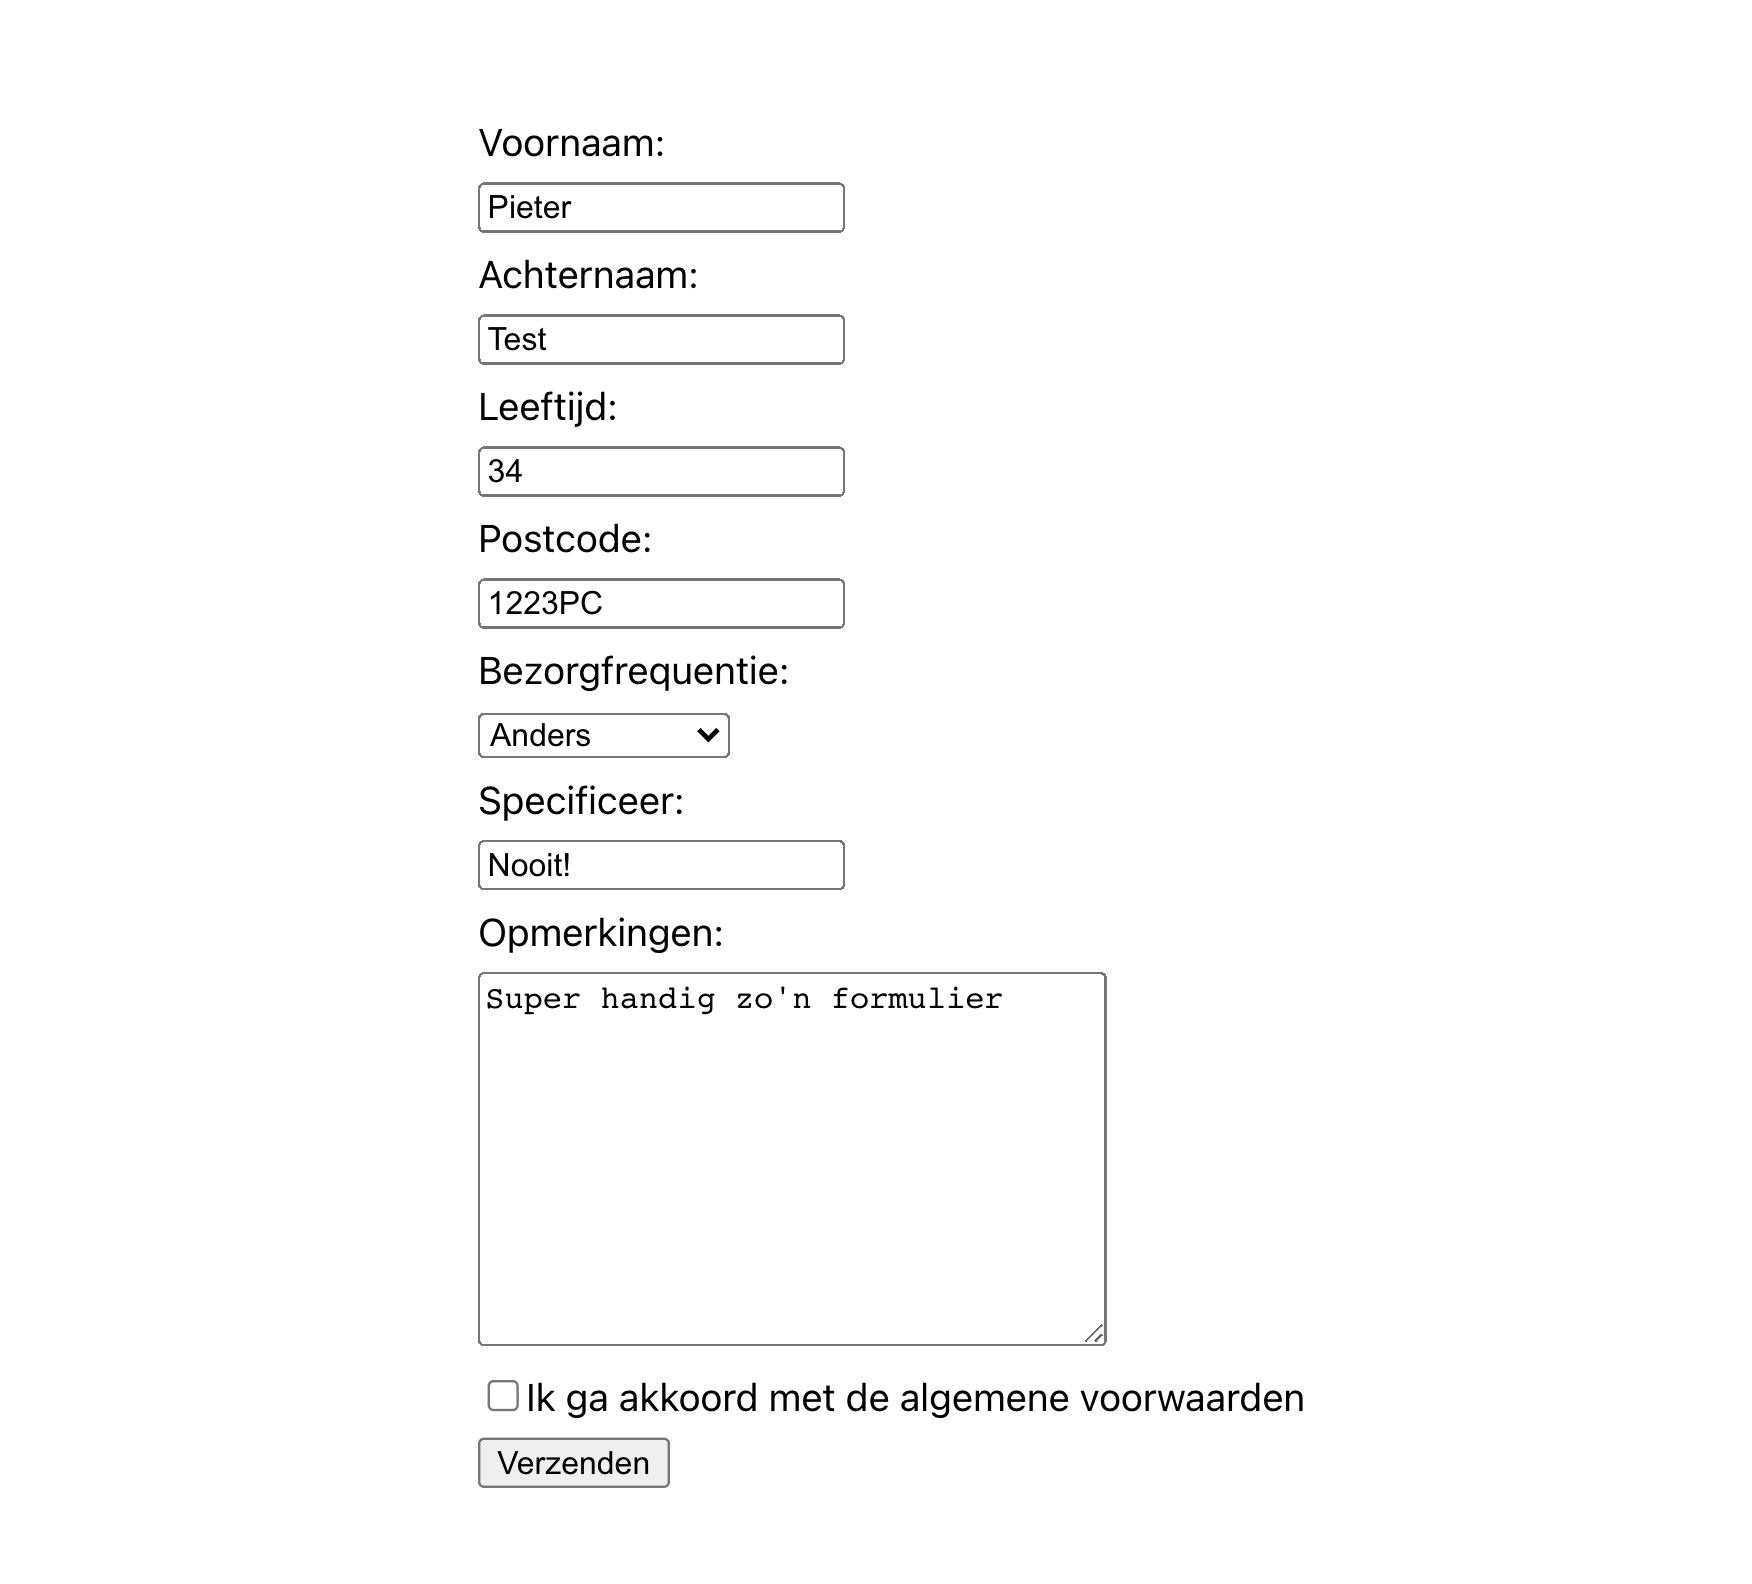 Voornaam:
Pieter
Achternaam:
Test
Leeftijd:
34
Postcode:
1223PC
Bezorgfrequentie:
Anders
Specificeer:
Nooit!
Opmerkingen:
Super handig zo'n formulier
Ik ga akkoord met de algemene voorwaarden
Verzenden